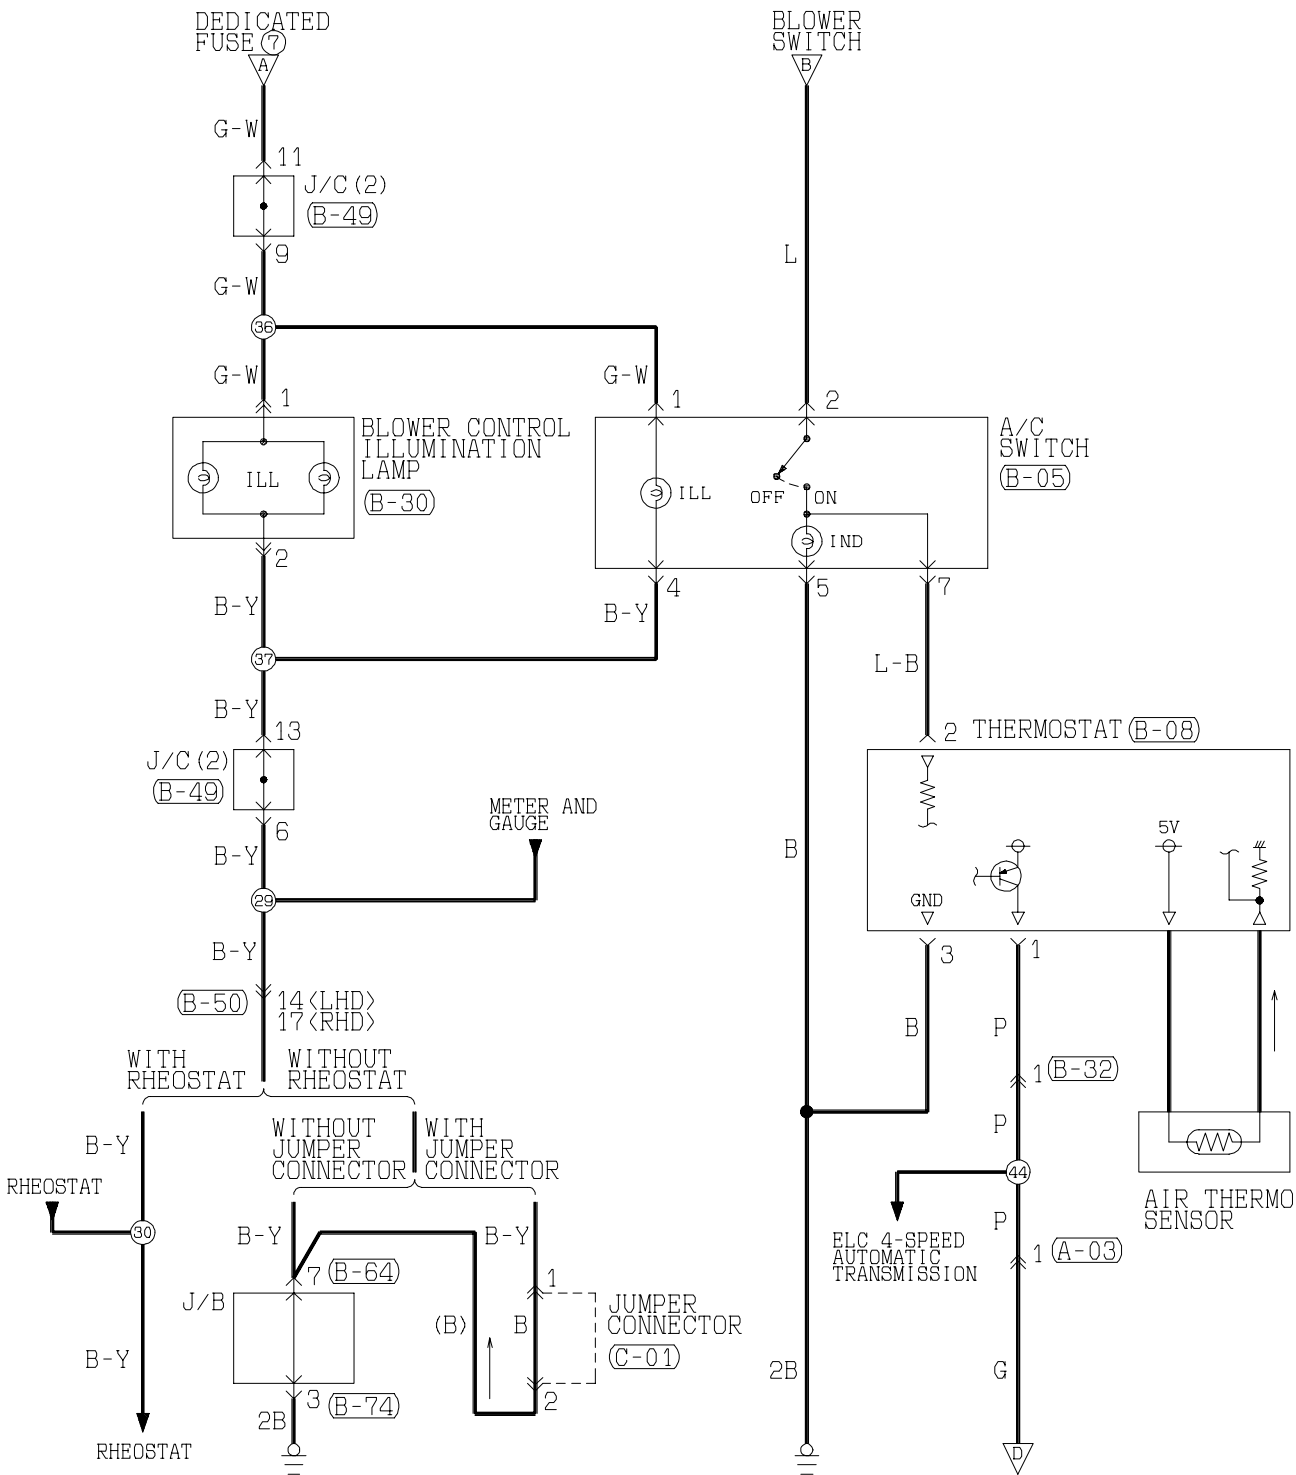 DEDICATED
FUSE 7
A
BLOWER
SWITCH
B
G-W
11
J/C(2)
B-49
9
L
G-W
36
G-W
G-W
1
1
2
BLOWER CONTROL
ILLUMINATION
LAMP
B-30
ILL
A/C
SWITCH
B-05
ILL
OFF
ON
IND
2
4
5
7
B-Y
B-Y
37
L-B
B-Y
13
J/C(2)
B-49
6
2
THERMOSTAT B-08
METER AND
GAUGE
B-Y
B
5V
29
GND
B-Y
3
1
B-50
14<LHD>
17<RHD>
B
P
WITH
RHEOSTAT
WITHOUT
RHEOSTAT
1
B-32
WITHOUT
JUMPER
CONNECTOR
WITH
JUMPER
CONNECTOR
B-Y
P
44
RHEOSTAT
30
AIR THERMO
SENSOR
P
B-Y
B-Y
ELC 4-SPEED
AUTOMATIC
TRANSMISSION
1
A-03
7
B-64
1
J/B
(B)
B
JUMPER
CONNECTOR
C-01
B-Y
2B
G
3
B-74
2
2B
RHEOSTAT
D